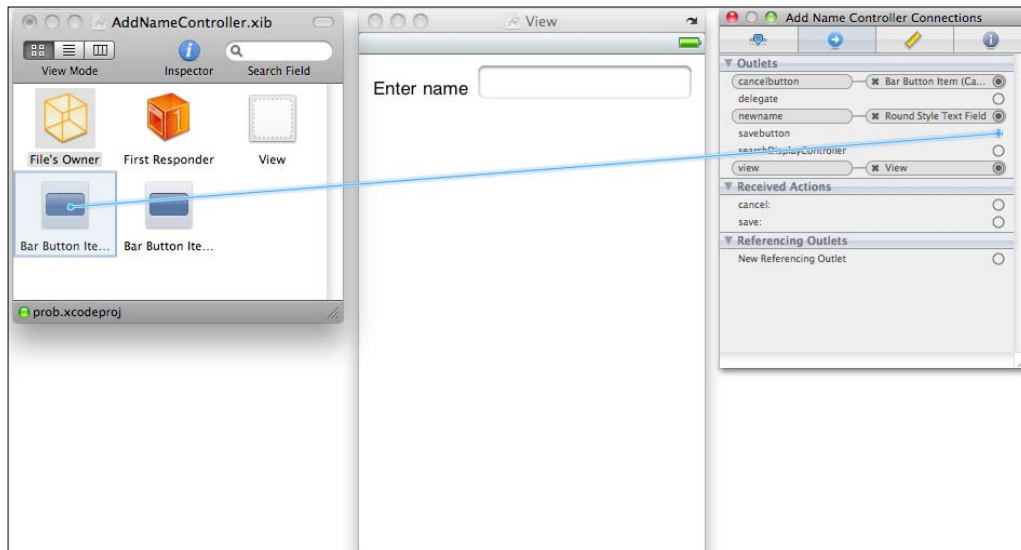 AddNameController.xib
View Mode
Inspector
Search Field
File's Owner
First Responder
View
Bar Button Ite...
Bar Button Ite...
prob.xcodeproj
View
Enter name
Add Name Controller Connections
Outlets
cancelbutton
Bar Button Item (Ca...
delegate
newname
Round Style Text Field
savebutton
searchDisplayController
view
View
Received Actions
cancel:
save:
Referencing Outlets
New Referencing Outlet